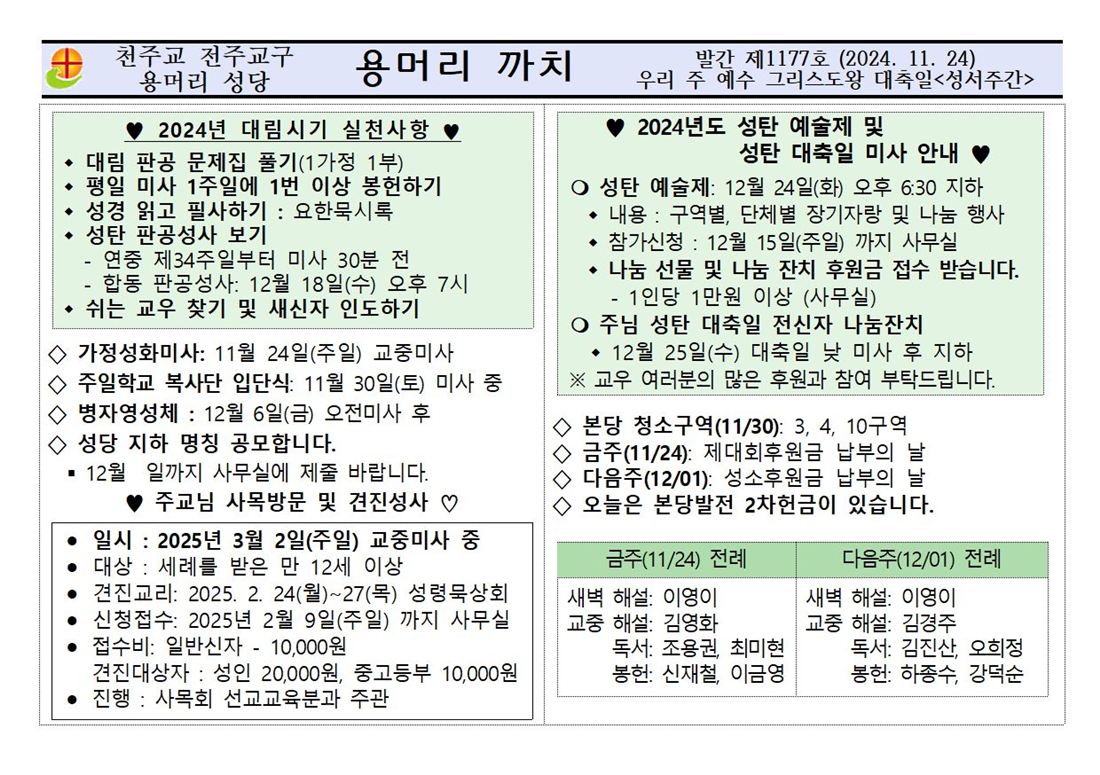 천주교 전주교구
용머리 성당
용머리 까치
발간 제1177호 (2024. 11. 24)
우리 주 예수 그리스도왕 대축일<성서주간>
♥ 2024년 대림시기 실천사항 ♥
◆ 대림 판공 문제집 풀기(1가정 1부)
◆ 평일 미사 1주일에 1번 이상 봉헌하기
◆ 성경 읽고 필사하기 : 요한묵시록
◆ 성탄 판공성사 보기
- 연중 제34주일부터 미사 30분 전
- 합동 판공성사: 12월 18일(수) 오후 7시
◆ 쉬는 교우 찾기 및 새신자 인도하기
◇ 가정성화미사: 11월 24일(주일) 교중미사
◇ 주일학교 복사단 입단식: 11월 30일(토) 미사 중
◇ 병자영성체 : 12월 6일(금) 오전미사 후
◇ 성당 지하 명칭 공모합니다.
▪ 12월 일까지 사무실에 제출 바랍니다.
♥ 주교님 사목방문 및 견진성사 ♡
● 일시 : 2025년 3월 2일(주일) 교중미사 중
● 대상 : 세례를 받은 만 12세 이상
● 견진교리: 2025. 2. 24(월)~27(목) 성령묵상회
● 신청접수: 2025년 2월 9일(주일) 까지 사무실
● 접수비: 일반신자 - 10,000원
견진대상자 : 성인 20,000원, 중고등부 10,000원
● 진행 : 사목회 선교교육분과 주관
♥ 2024년도 성탄 예술제 및
성탄 대축일 미사 안내 ♥
❍ 성탄 예술제: 12월 24일(화) 오후 6:30 지하
◆ 내용 : 구역별, 단체별 장기자랑 및 나눔 행사
◆ 참가신청 : 12월 15일(주일) 까지 사무실
◆ 나눔 선물 및 나눔 잔치 후원금 접수 받습니다.
- 1인당 1만원 이상 (사무실)
❍ 주님 성탄 대축일 전신자 나눔잔치
◆ 12월 25일(수) 대축일 낮 미사 후 지하
※ 교우 여러분의 많은 후원과 참여 부탁드립니다.
◇ 본당 청소구역(11/30): 3, 4, 10구역
◇ 금주(11/24): 제대회후원금 납부의 날
◇ 다음주(12/01): 성소후원금 납부의 날
◇ 오늘은 본당발전 2차헌금이 있습니다.
금주(11/24) 전례
새벽 해설: 이영이
교중 해설: 김영화
독서: 조용권, 최미현
봉헌: 신재철, 이금영
다음주(12/01) 전례
새벽 해설: 이영이
교중 해설: 김경주
독서: 김진산, 오희정
봉헌: 하종수, 강덕순